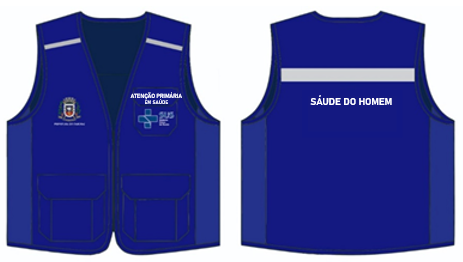 ATENÇÃO PRIMÁRIA
EM SAÚDE
SUS
SÁUDE DO HOMEM